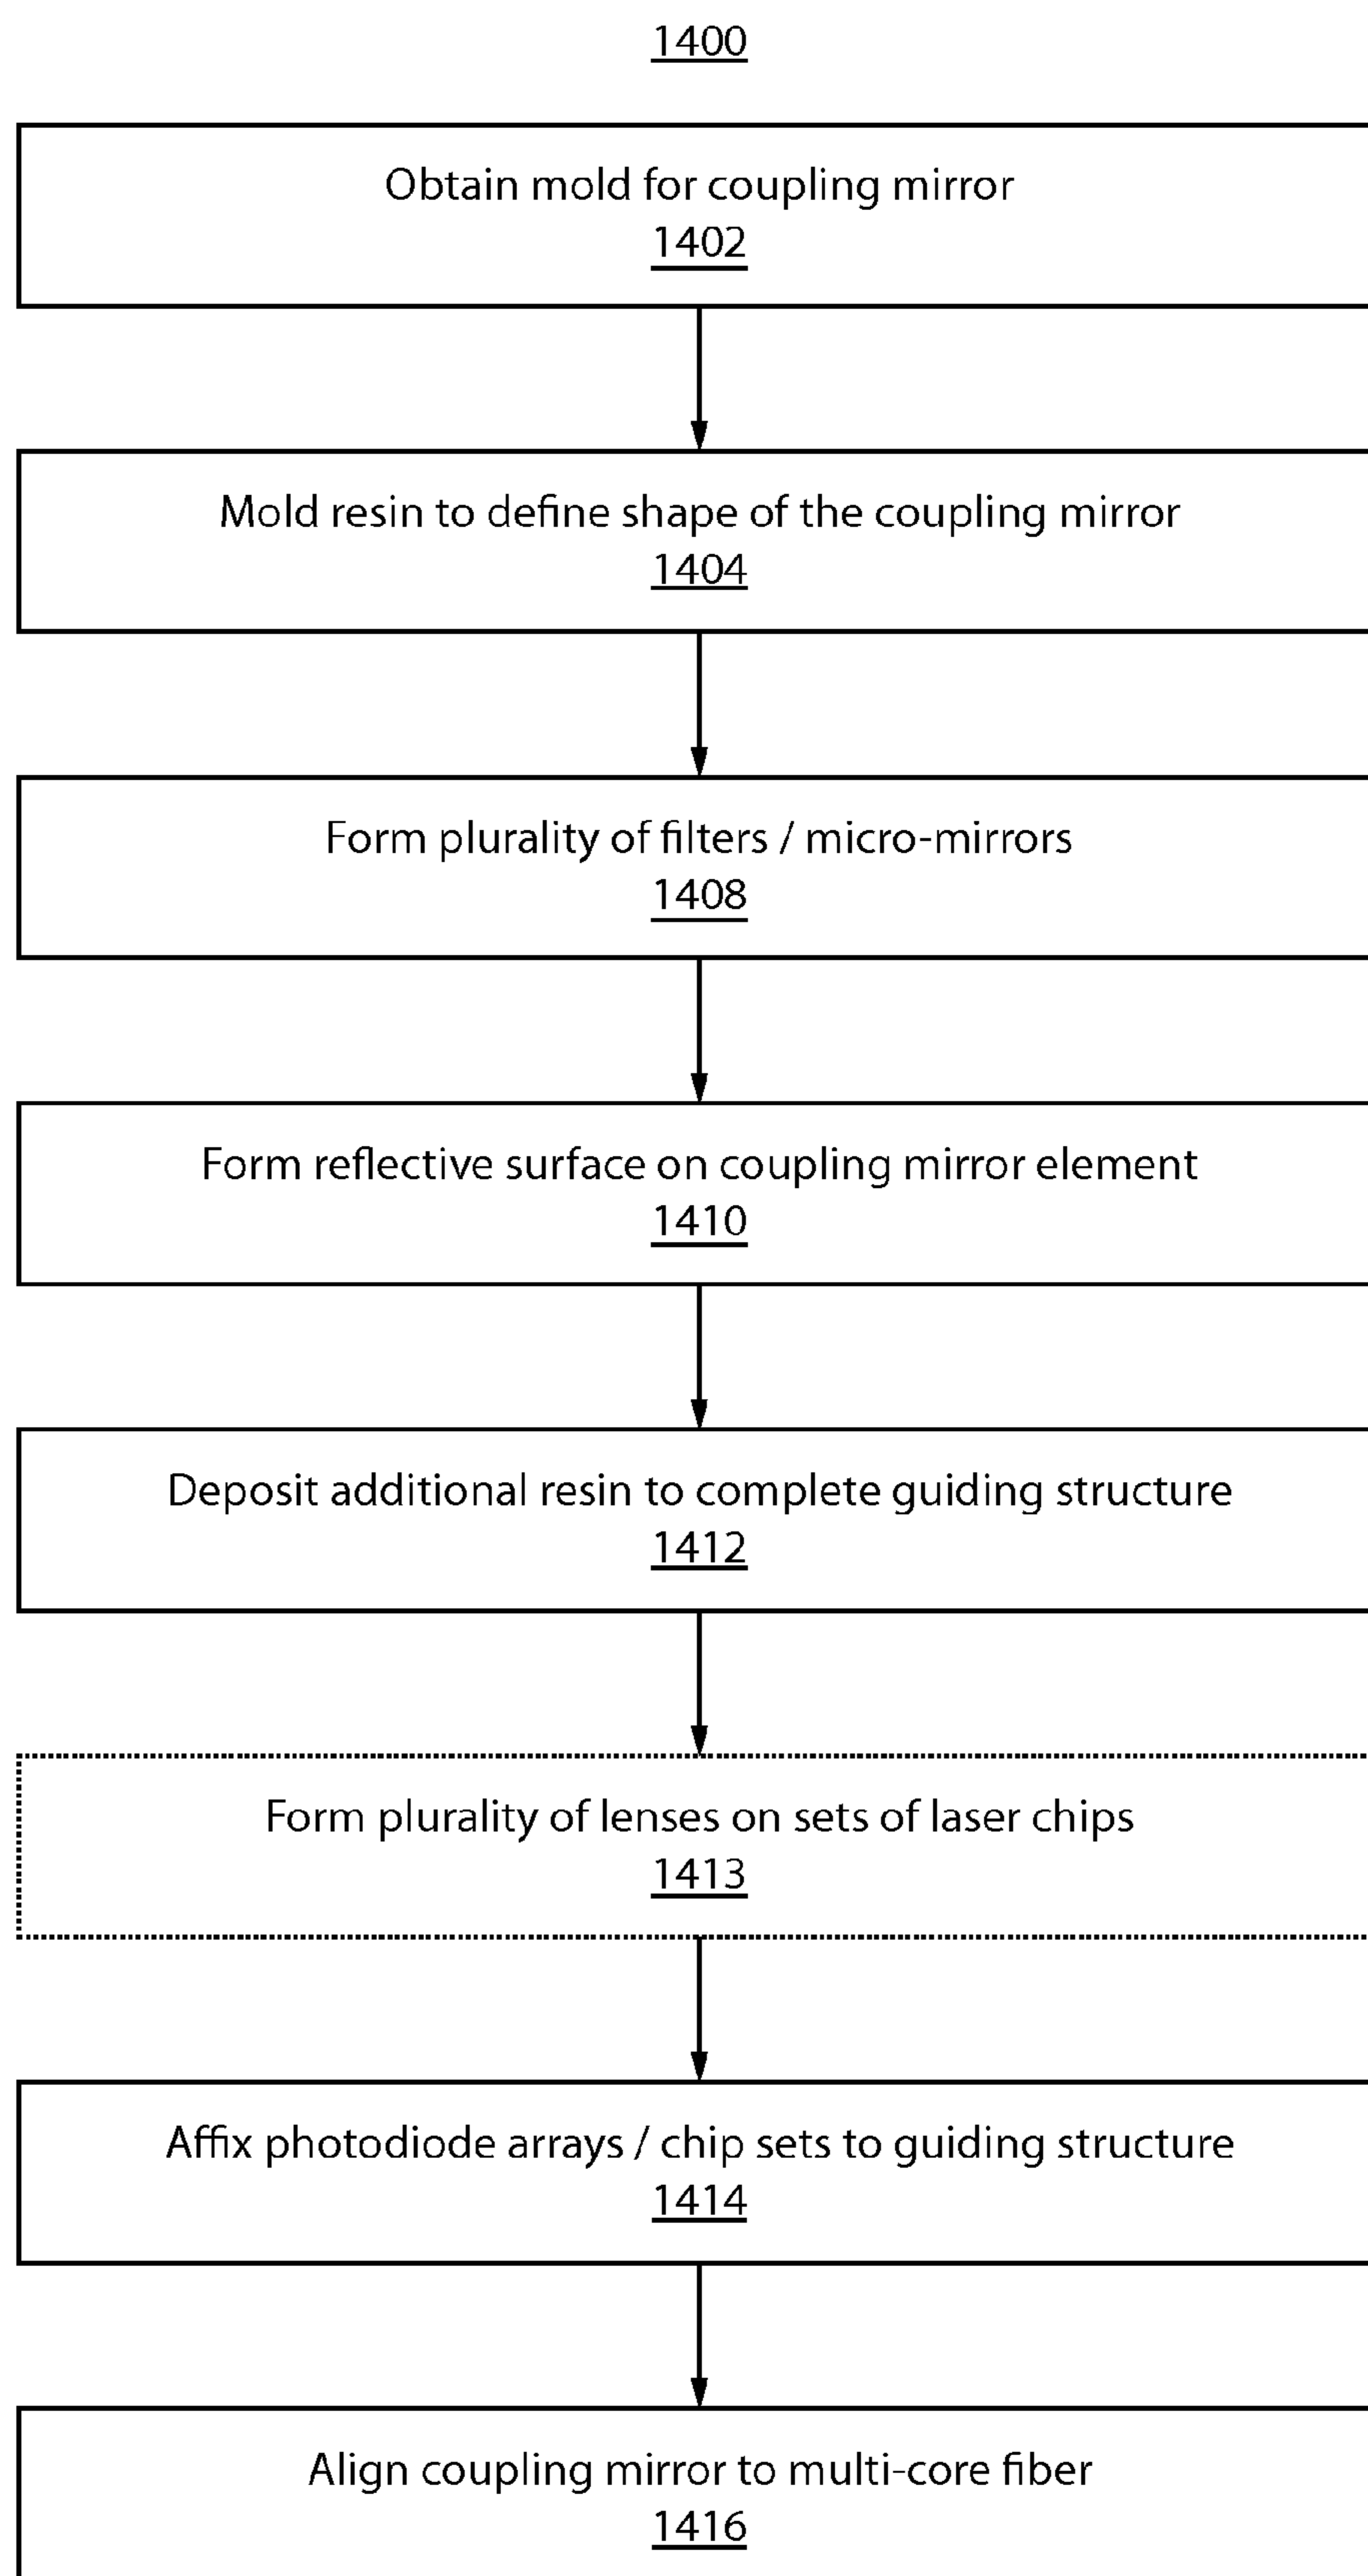 1400
Obtain mold for coupling mirror
1402
Mold resin to define shape of the coupling mirror
1404
Form plurality of filters / micro-mirrors
1408
Form reflective surface on coupling mirror element
1410
Deposit additional resin to complete guiding structure
1412
Form plurality of lenses on sets of laser chips
1413
Affix photodiode arrays / chip sets to guiding structure
1414
Align coupling mirror to multi-core fiber
1416